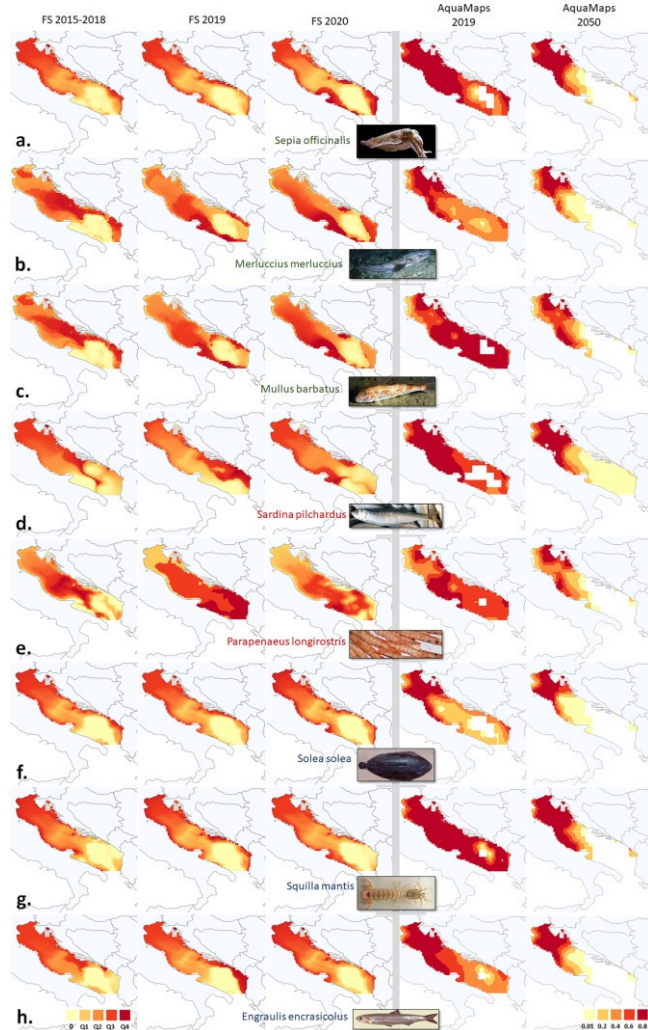 FS 2015-2018 FS 2019 FS 2020 AquaMaps 2019 AquaMaps 2050
a. Sepia officinalis
b. Merluccius merluccius
c. Mullus barbatus
d. Sardina pilchardus
e. Parapenaeus longirostris
f. Solea solea
g. Squilla mantis
h. Engraulis encrasicolus
0 Q1 Q2 Q3 Q4
0.01 0.2 0.4 0.6 0.8